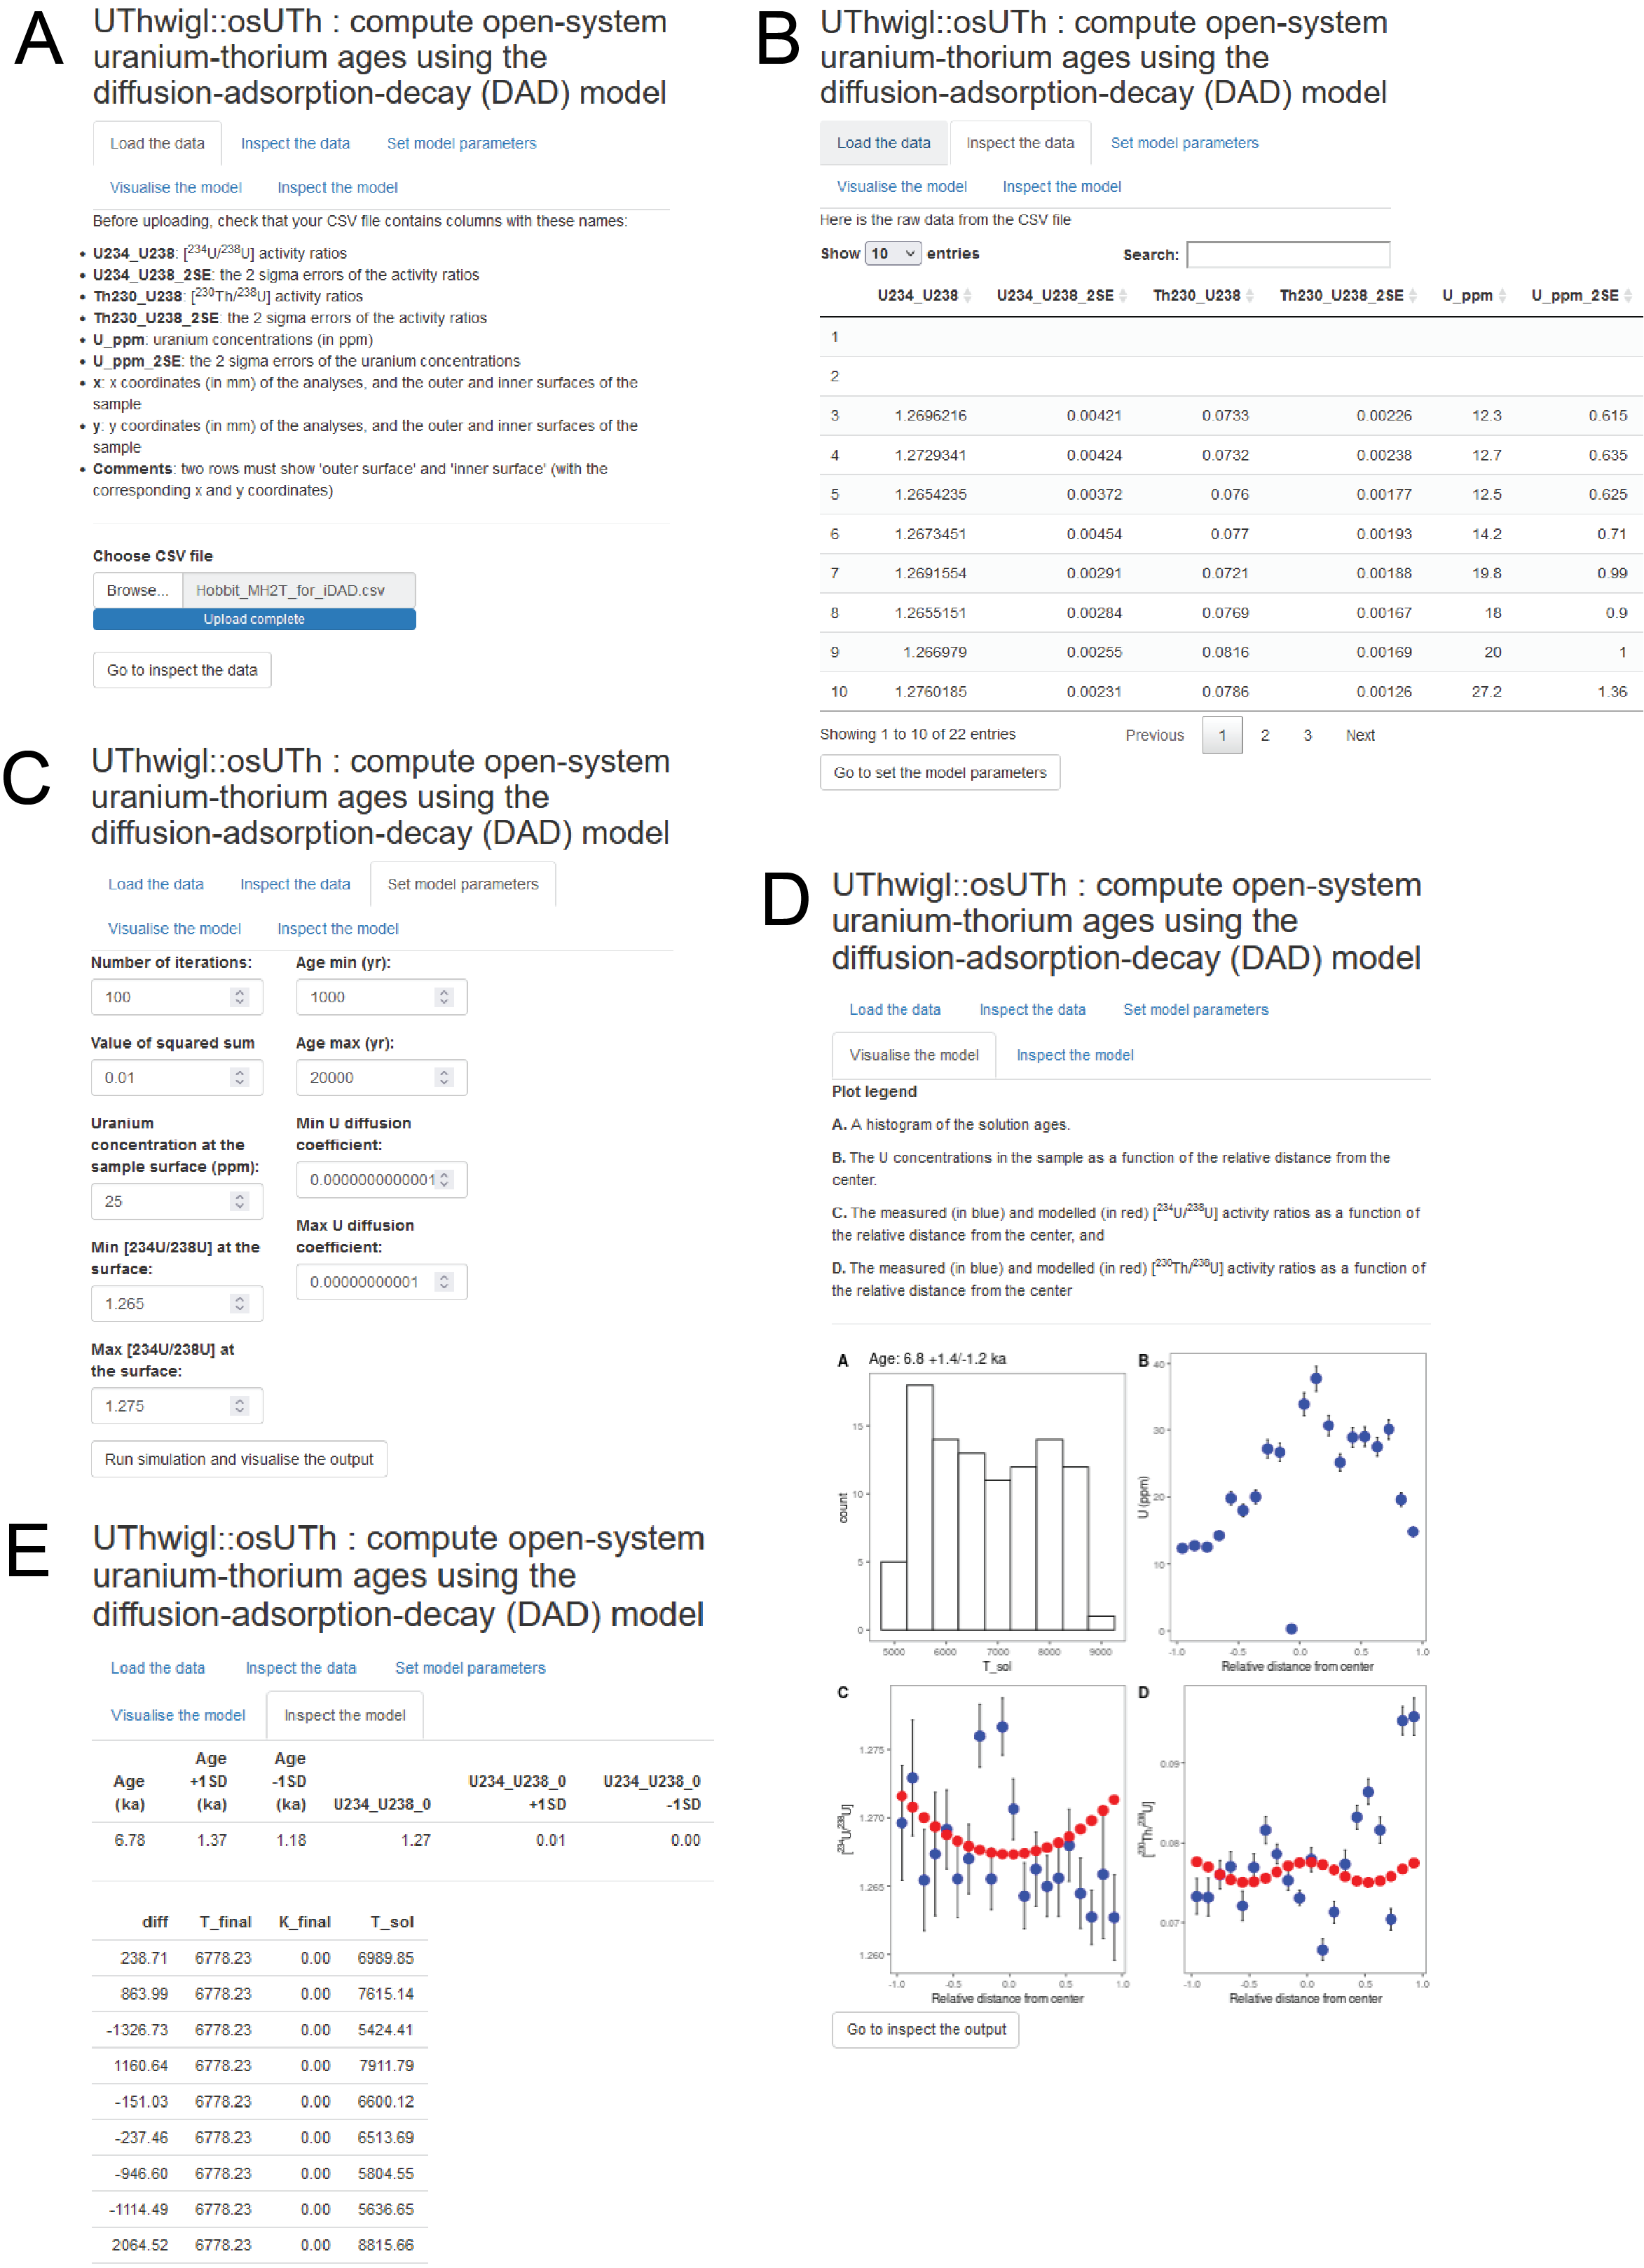 A
UThwigl::osUTh : compute open-system
uranium-thorium ages using the
diffusion-adsorption-decay (DAD) model
Load the data Inspect the data Set model parameters
Visualise the model Inspect the model
Before uploading, check that your CSV file contains columns with these names:
• U234_U238: [234U/238U] activity ratios
• U234_U238_2SE: the 2 sigma errors of the activity ratios
• Th230_U238: [230Th/238U] activity ratios
• Th230_U238_2SE: the 2 sigma errors of the activity ratios
• U_ppm: uranium concentrations (in ppm)
• U_ppm_2SE: the 2 sigma errors of the uranium concentrations
• x: x coordinates (in mm) of the analyses, and the outer and inner surfaces of the
sample
• y: y coordinates (in mm) of the analyses, and the outer and inner surfaces of the
sample
• Comments: two rows must show 'outer surface' and 'inner surface' (with the
corresponding x and y coordinates)
Choose CSV file
Browse... Hobbit_MH2T_for_iDAD.csv
Upload complete
Go to inspect the data
B
UThwigl::osUTh : compute open-system
uranium-thorium ages using the
diffusion-adsorption-decay (DAD) model
Load the data Inspect the data Set model parameters
Visualise the model Inspect the model
Here is the raw data from the CSV file
Show 10 entries Search:
U234_U238 U234_U238_2SE Th230_U238 Th230_U238_2SE U_ppm U_ppm_2SE
1
2
3 1.2696216 0.00421 0.0733 0.00226 12.3 0.615
4 1.2729341 0.00424 0.0732 0.00238 12.7 0.635
5 1.2654235 0.00372 0.076 0.00177 12.5 0.625
6 1.2673451 0.00454 0.077 0.00193 14.2 0.71
7 1.2691554 0.00291 0.0721 0.00188 19.8 0.99
8 1.2655151 0.00284 0.0769 0.00167 18 0.9
9 1.266979 0.00255 0.0816 0.00169 20 1
10 1.2760185 0.00231 0.0786 0.00126 27.2 1.36
Showing 1 to 10 of 22 entries Previous 1 2 3 Next
Go to set the model parameters
C
UThwigl::osUTh : compute open-system
uranium-thorium ages using the
diffusion-adsorption-decay (DAD) model
Load the data Inspect the data Set model parameters
Visualise the model Inspect the model
Number of iterations: Age min (yr):
100 1000
Value of squared sum Age max (yr):
0.01 20000
Uranium
concentration at the
sample surface (ppm):
25
Min U diffusion
coefficient:
0.0000000000001
Min [234U/238U] at the
surface:
1.265
Max U diffusion
coefficient:
0.00000000001
Max [234U/238U] at
the surface:
1.275
Run simulation and visualise the output
D
UThwigl::osUTh : compute open-system
uranium-thorium ages using the
diffusion-adsorption-decay (DAD) model
Load the data Inspect the data Set model parameters
Visualise the model Inspect the model
Plot legend
A. A histogram of the solution ages.
B. The U concentrations in the sample as a function of the relative distance from the
center.
C. The measured (in blue) and modelled (in red) [234U/238U] activity ratios as a function of
the relative distance from the center, and
D. The measured (in blue) and modelled (in red) [230Th/238U] activity ratios as a function of
the relative distance from the center
A Age: 6.8 +1.4/-1.2 ka
15
10
5
0
count
5000 6000 7000 8000 9000
T_sol
B
40
30
20
10
0
U (ppm)
-1.0 -0.5 0.0 0.5 1.0
Relative distance from center
C
1.275
1.270
1.265
1.260
[234U/238U]
-1.0 -0.5 0.0 0.5 1.0
Relative distance from center
D
0.09
0.08
0.07
[230Th/238U]
-1.0 -0.5 0.0 0.5 1.0
Relative distance from center
Go to inspect the output
E
UThwigl::osUTh : compute open-system
uranium-thorium ages using the
diffusion-adsorption-decay (DAD) model
Load the data Inspect the data Set model parameters
Visualise the model Inspect the model
Age Age
Age +1SD -1SD U234_U238_0 U234_U238_0
(ka) (ka) (ka) U234_U238_0 +1SD -1SD
6.78 1.37 1.18 1.27 0.01 0.00
diff T_final K_final T_sol
238.71 6778.23 0.00 6989.85
863.99 6778.23 0.00 7615.14
-1326.73 6778.23 0.00 5424.41
1160.64 6778.23 0.00 7911.79
-151.03 6778.23 0.00 6600.12
-237.46 6778.23 0.00 6513.69
-946.60 6778.23 0.00 5804.55
-1114.49 6778.23 0.00 5636.65
2064.52 6778.23 0.00 8815.66